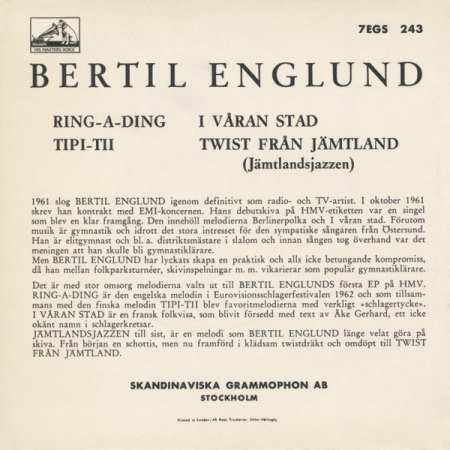 "HIS MASTER'S VOICE"
7EGS 243
BERTIL ENGLUND
RING-A-DING I VÅRAN STAD
TIPI-TII TWIST FRÅN JÄMTLAND
(Jämtlandsjazzen)
1961 slog BERTIL ENGLUND igenom definitivt som radio- och TV-artist. I oktober 1961
skrev han kontrakt med EMI-koncernen. Hans debutskiva på HMV-etiketten var en singel
som blev en klar framgång. Den innehöll melodierna Berlinerpolka och I våran stad. Förutom
musik är gymnastik och idrott det stora intresset för den sympatiske sångaren från Östersund.
Han är elitgymnast och bl. a. distriktsmästare i slalom och innan sången tog överhand var det
meningen att han skulle bli gymnastiklärare.
Men BERTIL ENGLUND har lyckats skapa en praktisk och alls icke betungande kompromiss,
då han mellan folkparksturnéer, skivinspelningar m. m. vikarierar som populär gymnastiklärare.
Det är med stor omsorg melodierna valts ut till BERTIL ENGLUNDS första EP på HMV.
RING-A-DING är den engelska melodin i Eurovisionsschlagerfestivalen 1962 och som tillsam-
mans med den finska melodin TIPI-TII blev favoritmelodierna med verkligt «schlagertycke».
I VÅRAN STAD är en fransk folkvisa, som blivit försedd med text av Åke Gerhard, ett icke
okänt namn i schlagerkretsar.
JÄMTLANDSJAZZEN till sist, är en melodi som BERTIL ENGLUND länge velat göra på
skiva. Från början en schottis, men nu framförd i klädsam twistdräkt och omdöpt till TWIST
FRÅN JÄMTLAND.
SKANDINAVISKA GRAMMOPHON AB
STOCKHOLM
Printed in Sweden